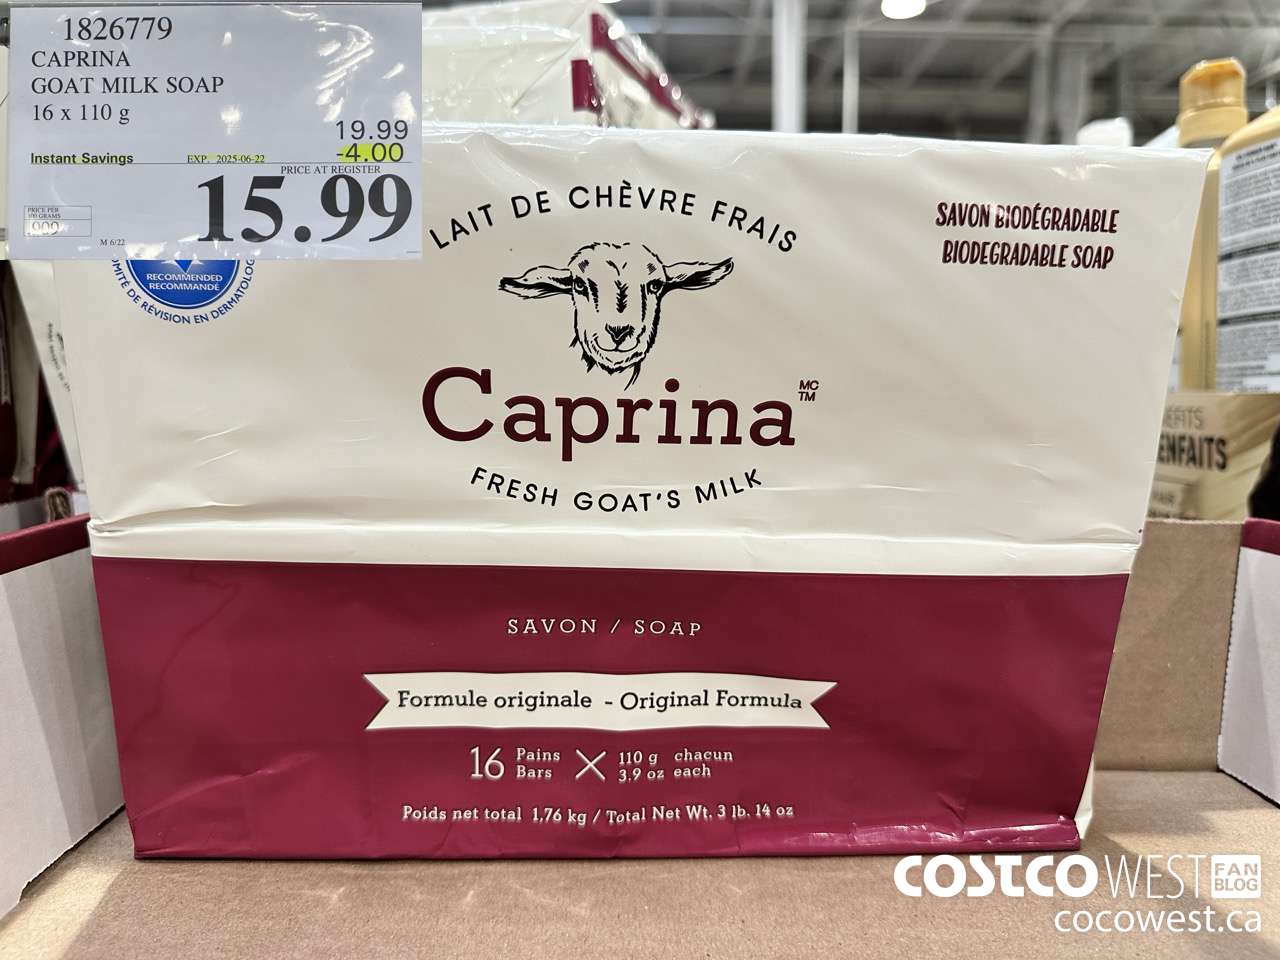 1826779
CAPRINA
GOAT MILK SOAP
16 x 110 g
19.99
Instant Savings EXP. 2025-06-22 -4.00
PRICE AT REGISTER
15.99
PRICE PER
100 GRAMS
.909
M 6/22
RECOMMENDED
RECOMMANDÉ
DE RÉVISION EN
LAIT DE CHÈVRE FRAIS
SAVON BIODÉGRADABLE
BIODEGRADABLE SOAP
Caprina
MC
TM
FRESH GOAT'S MILK
ENFAITS
SAVON / SOAP
Formule originale - Original Formula
16 Pains Bars X 110 g chacun
3,9 oz each
Poids net total 1,76 kg / Total Net Wt. 3 lb. 14 oz
COSTCO WEST FAN BLOG
cocowest.ca